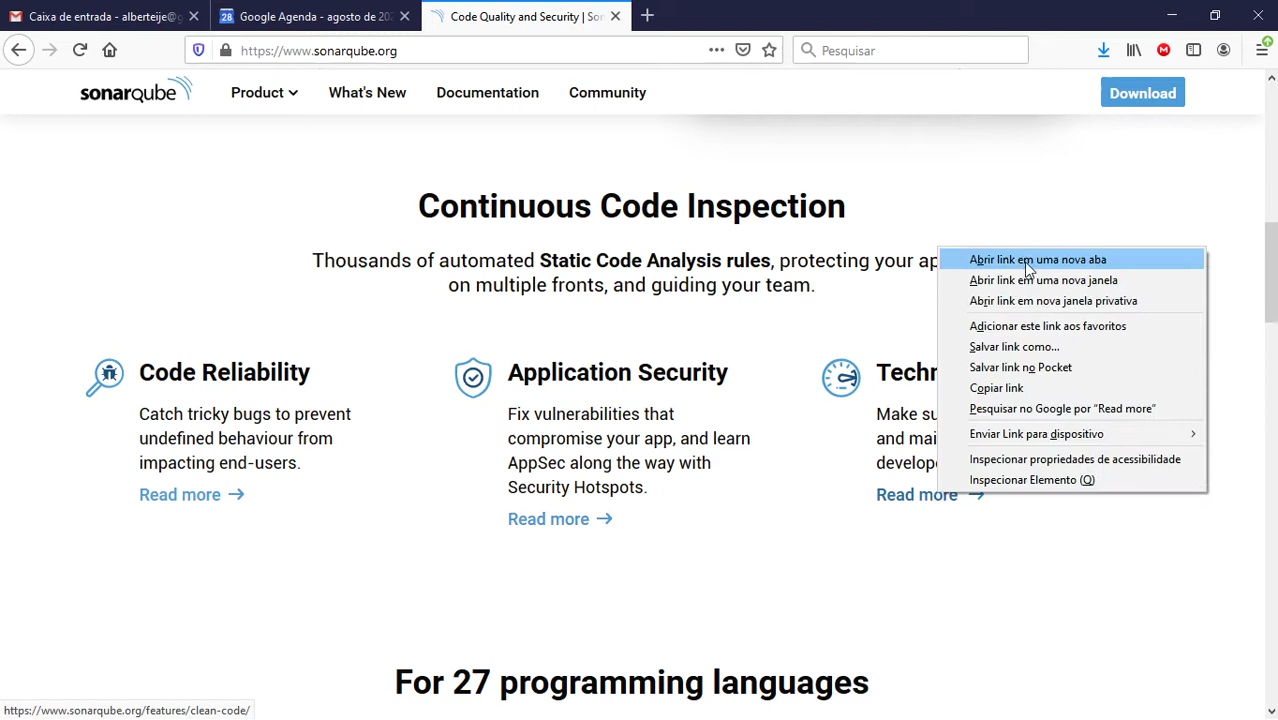 Caixa de entrada - alberteije@g
Google Agenda - agosto de 202
Code Quality and Security | Son
https://www.sonarqube.org
Pesquisar
sonarqube
Product
What's New
Documentation
Community
Download
Continuous Code Inspection
Thousands of automated Static Code Analysis rules, protecting your ap
on multiple fronts, and guiding your team.
Abrir link em uma nova aba
Abrir link em uma nova janela
Abrir link em nova janela privativa
Adicionar este link aos favoritos
Salvar link como...
Salvar link no Pocket
Copiar link
Pesquisar no Google por “Read more”
Enviar Link para dispositivo
Inspecionar propriedades de acessibilidade
Inspecionar Elemento (Q)
Code Reliability
Catch tricky bugs to prevent
undefined behaviour from
impacting end-users.
Read more
Application Security
Fix vulnerabilities that
compromise your app, and learn
AppSec along the way with
Security Hotspots.
Read more
Techn
Make su
and mai
develope
Read more
For 27 programming languages
https://www.sonarqube.org/features/clean-code/